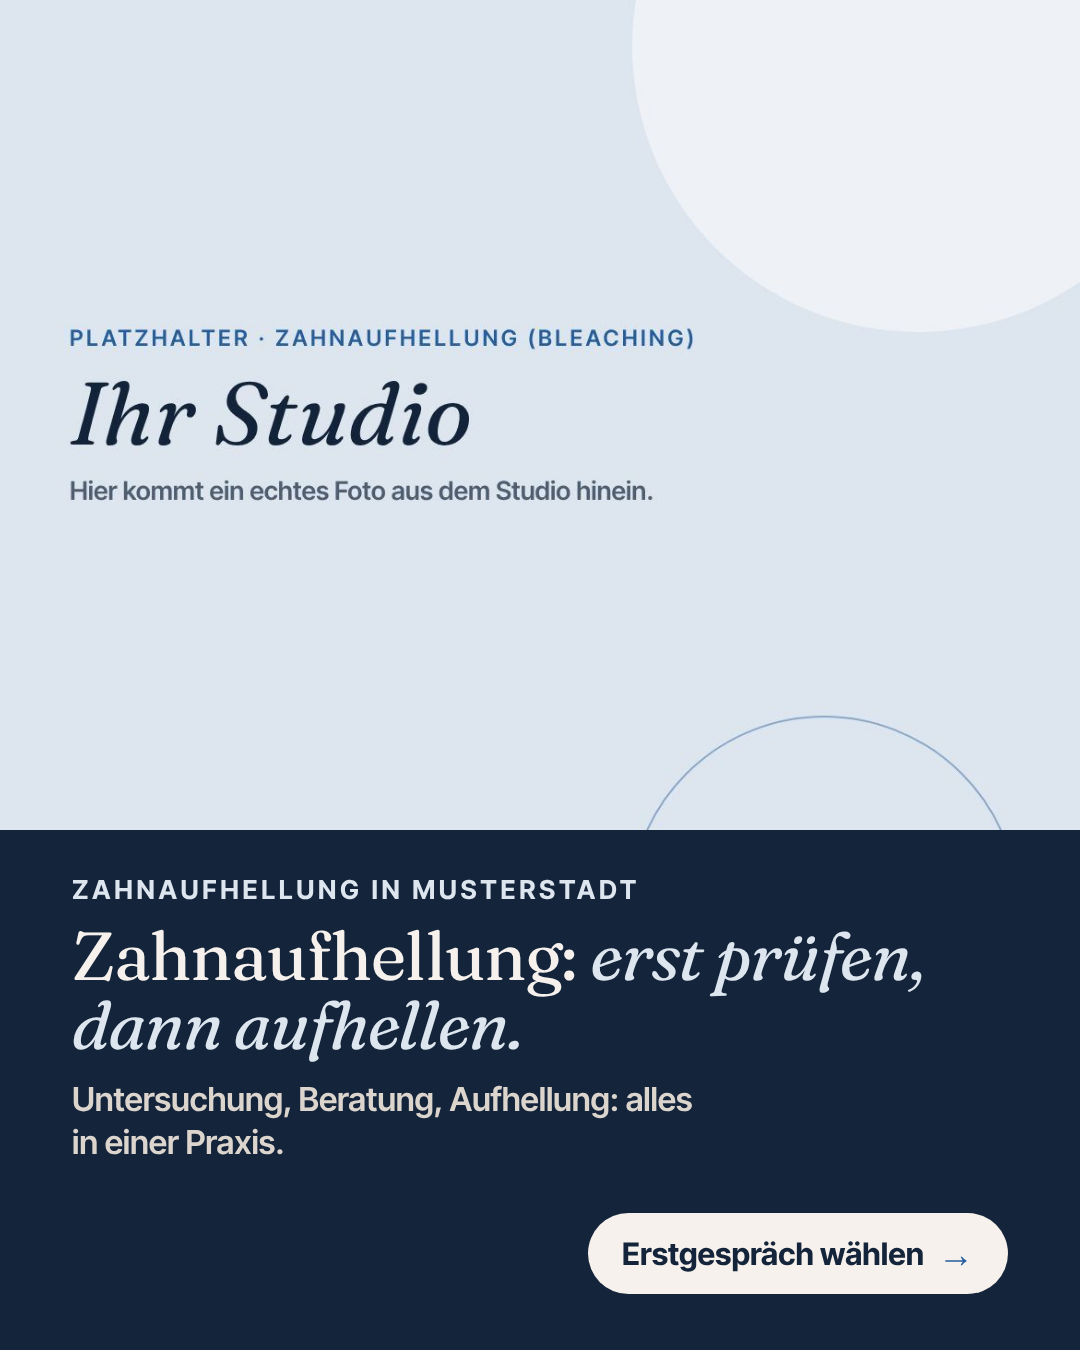 PLATZHALTER · ZAHNAUFHELLUNG (BLEACHING)
Ihr Studio
Hier kommt ein echtes Foto aus dem Studio hinein.
ZAHNAUFHELLUNG IN MUSTERSTADT
Zahnaufhellung: erst prüfen,
dann aufhellen.
Untersuchung, Beratung, Aufhellung: alles
in einer Praxis.
Erstgespräch wählen →